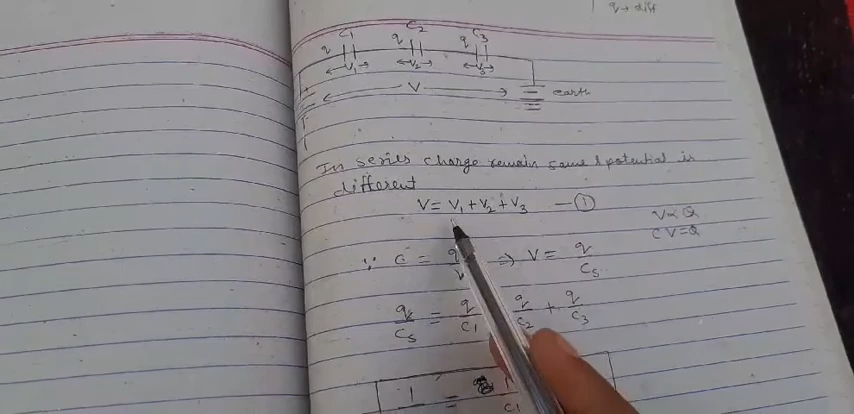 q → diff
C1 C2 C3
q q q
V1 V2 V3
V earth
In series charge remain same & potential is
different
V = V1 + V2 + V3 — ①
V ∝ Q
CV = Q
∵ C = q/V ⇒ V = q/Cs
q/Cs = q/C1 q/C2 + q/C3
1 = 1
C1